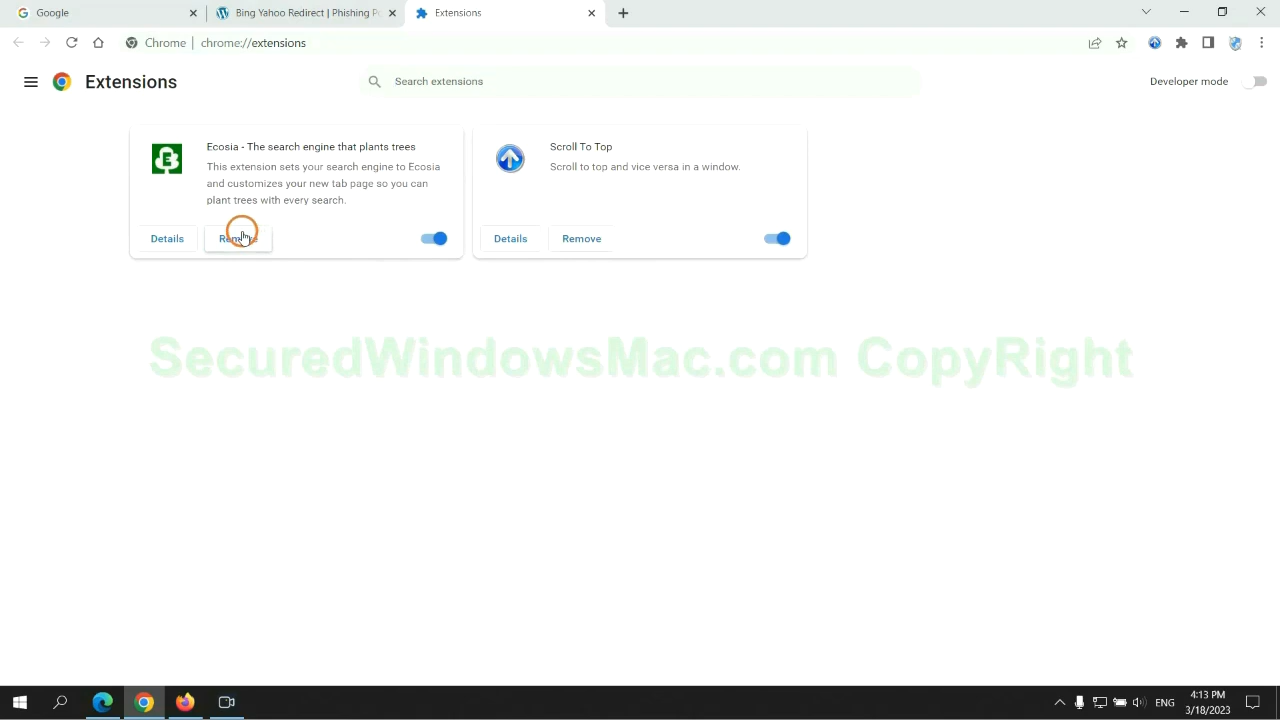 Google
Bing Yahoo Redirect | Phishing
Extensions
Chrome | chrome://extensions
Extensions
Search extensions
Developer mode
Ecosia - The search engine that plants trees
This extension sets your search engine to Ecosia
and customizes your new tab page so you can
plant trees with every search.
Details
Remove
Scroll To Top
Scroll to top and vice versa in a window.
Details
Remove
SecuredWindowsMac.com CopyRight
ENG
4:13 PM
3/18/2023